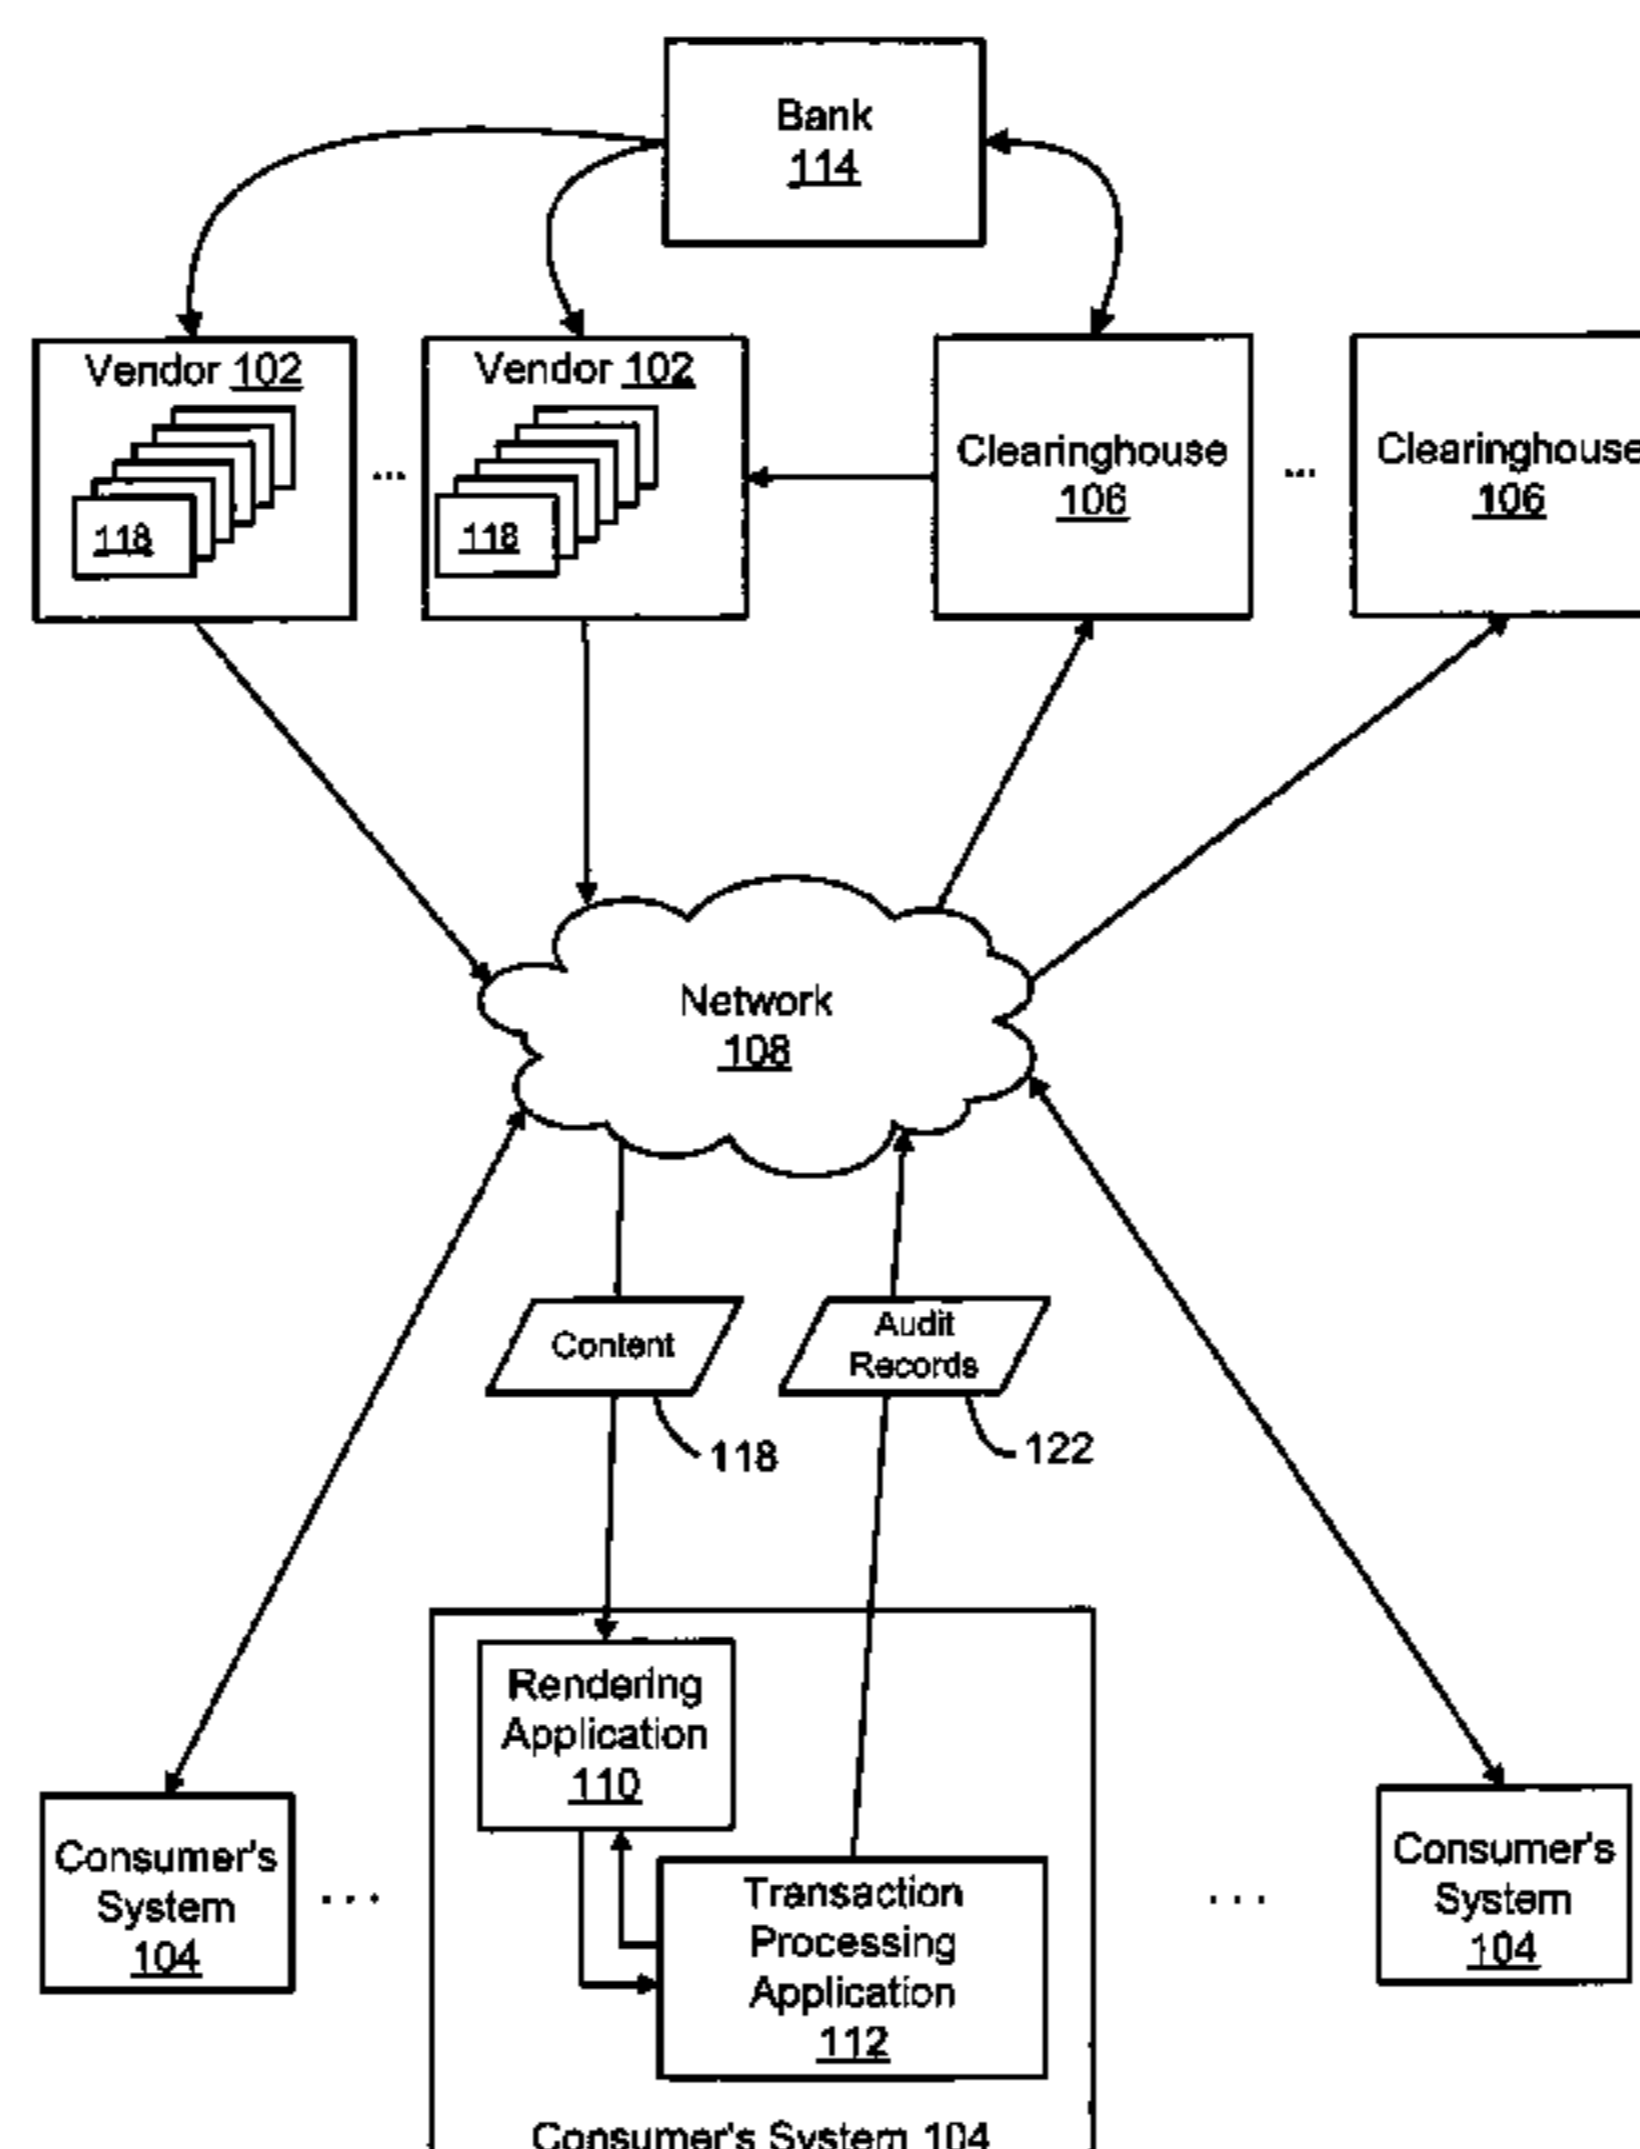 Bank
114
Vendor 102
118
...
Vendor 102
118
Clearinghouse
106
...
Clearinghouse
106
Network
108
Content
118
Audit
Records
122
Rendering
Application
110
Transaction
Processing
Application
112
Consumer's System 104
Consumer's
System
104
...
...
Consumer's
System
104